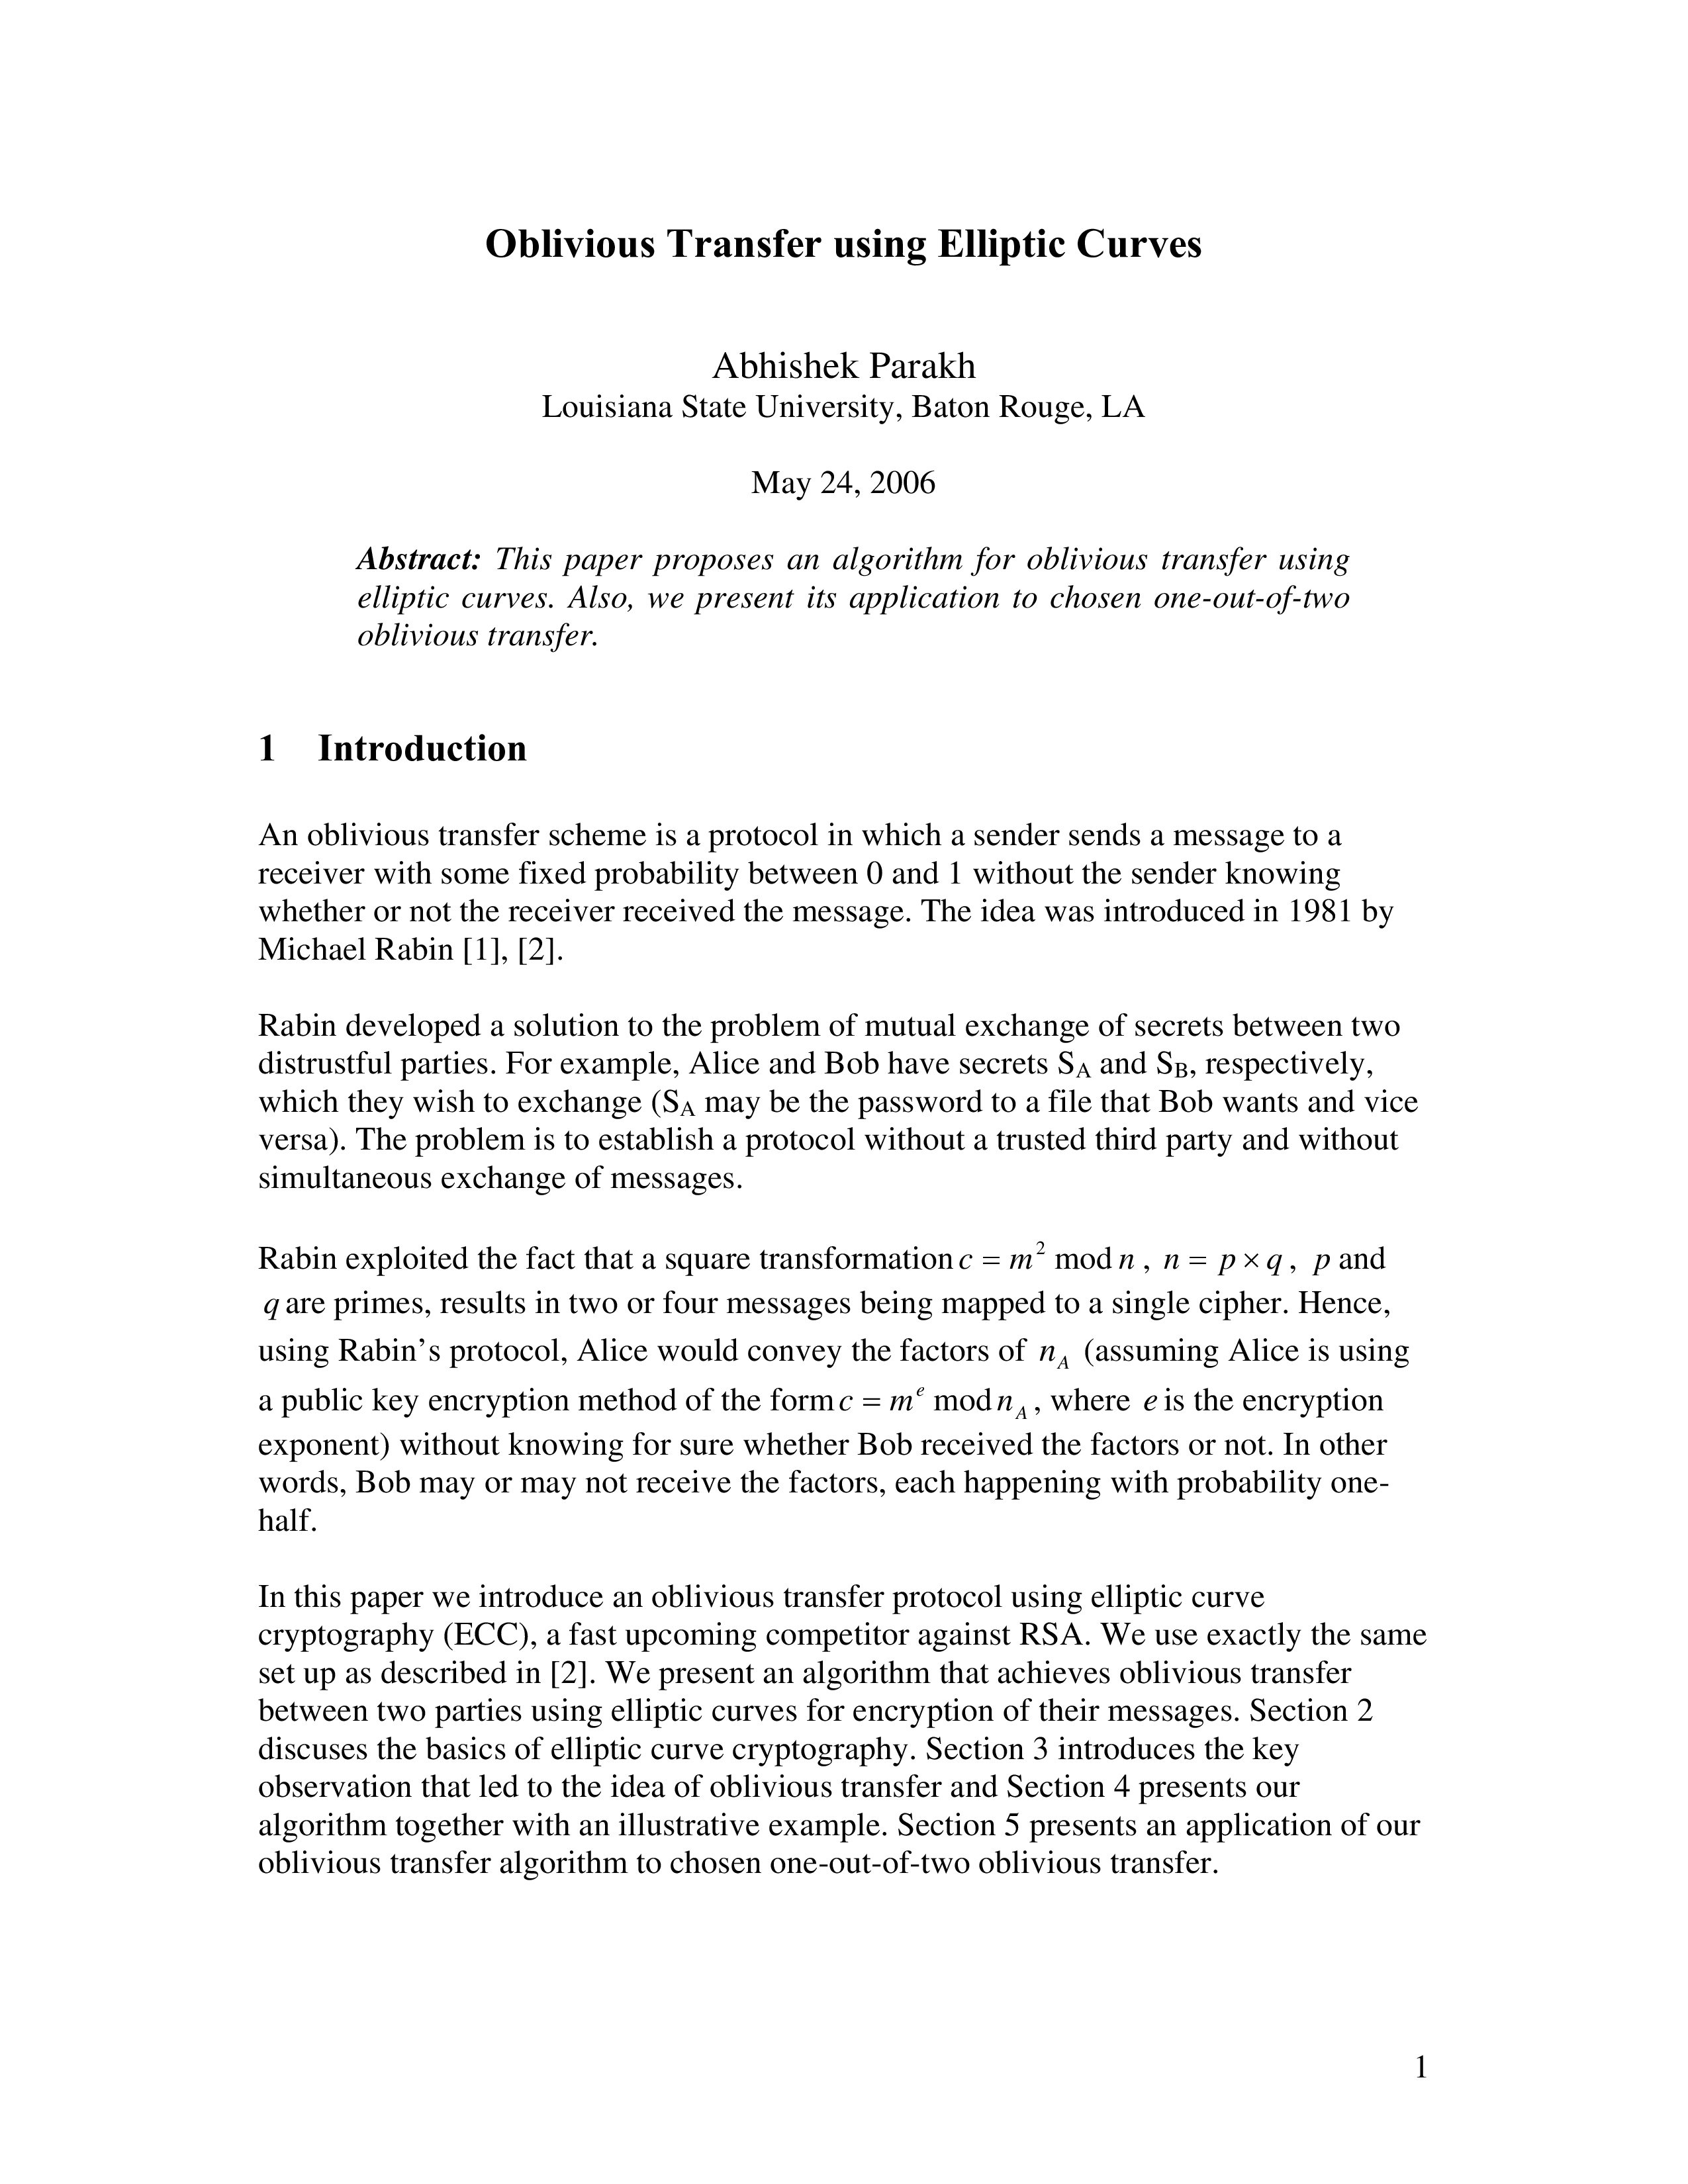 Oblivious Transfer using Elliptic Curves
Abhishek Parakh
Louisiana State University, Baton Rouge, LA
May 24, 2006
Abstract: This paper proposes an algorithm for oblivious transfer using
elliptic curves. Also, we present its application to chosen one-out-of-two
oblivious transfer.
1 Introduction
An oblivious transfer scheme is a protocol in which a sender sends a message to a
receiver with some fixed probability between 0 and 1 without the sender knowing
whether or not the receiver received the message. The idea was introduced in 1981 by
Michael Rabin [1], [2].
Rabin developed a solution to the problem of mutual exchange of secrets between two
distrustful parties. For example, Alice and Bob have secrets S_A and S_B, respectively,
which they wish to exchange (S_A may be the password to a file that Bob wants and vice
versa). The problem is to establish a protocol without a trusted third party and without
simultaneous exchange of messages.
Rabin exploited the fact that a square transformation c = m² mod n , n = p × q , p and
q are primes, results in two or four messages being mapped to a single cipher. Hence,
using Rabin’s protocol, Alice would convey the factors of n_A (assuming Alice is using
a public key encryption method of the form c = m^e mod n_A , where e is the encryption
exponent) without knowing for sure whether Bob received the factors or not. In other
words, Bob may or may not receive the factors, each happening with probability one-
half.
In this paper we introduce an oblivious transfer protocol using elliptic curve
cryptography (ECC), a fast upcoming competitor against RSA. We use exactly the same
set up as described in [2]. We present an algorithm that achieves oblivious transfer
between two parties using elliptic curves for encryption of their messages. Section 2
discuses the basics of elliptic curve cryptography. Section 3 introduces the key
observation that led to the idea of oblivious transfer and Section 4 presents our
algorithm together with an illustrative example. Section 5 presents an application of our
oblivious transfer algorithm to chosen one-out-of-two oblivious transfer.
1